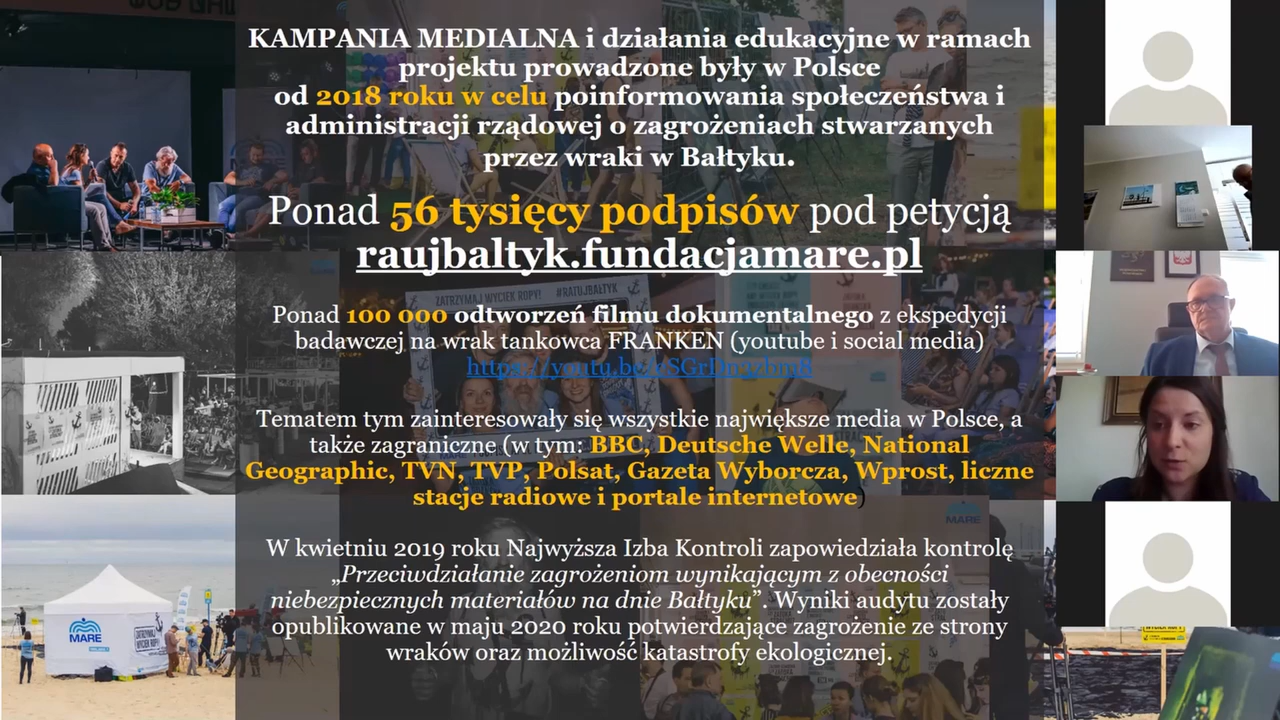 KAMPANIA MEDIALNA i działania edukacyjne w ramach
projektu prowadzone były w Polsce
od 2018 roku w celu poinformowania społeczeństwa i
administracji rządowej o zagrożeniach stwarzanych
przez wraki w Bałtyku.
Ponad 56 tysięcy podpisów pod petycją
raujbaltyk.fundacjamare.pl
ZATRZYMAJ WYCIEK ROPY! #RATUJBAŁTYK
Ponad 100 000 odtworzeń filmu dokumentalnego z ekspedycji
badawczej na wrak tankowca FRANKEN (youtube i social media)
Tematem tym zainteresowały się wszystkie największe media w Polsce, a
także zagraniczne (w tym: BBC, Deutsche Welle, National
Geographic, TVN, TVP, Polsat, Gazeta Wyborcza, Wprost, liczne
stacje radiowe i portale internetowe)
MARE
W kwietniu 2019 roku Najwyższa Izba Kontroli zapowiedziała kontrolę
„Przeciwdziałanie zagrożeniom wynikającym z obecności
niebezpiecznych materiałów na dnie Bałtyku”. Wyniki audytu zostały
opublikowane w maju 2020 roku potwierdzające zagrożenie ze strony
wraków oraz możliwość katastrofy ekologicznej.
MARE
ZATRZYMAJ
WYCIEK ROPY!